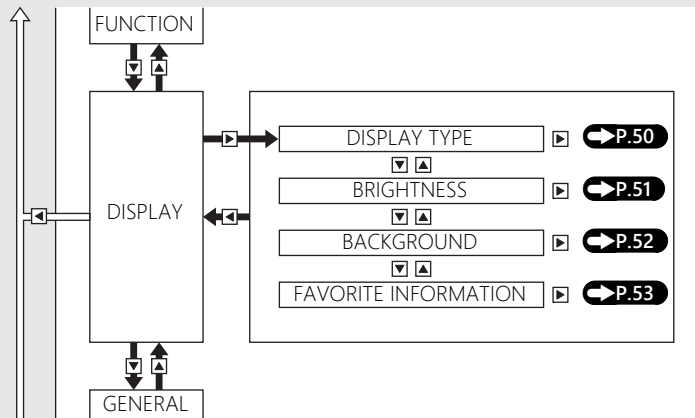 FUNCTION
DISPLAY
DISPLAY TYPE P.50
BRIGHTNESS P.51
BACKGROUND P.52
FAVORITE INFORMATION P.53
GENERAL